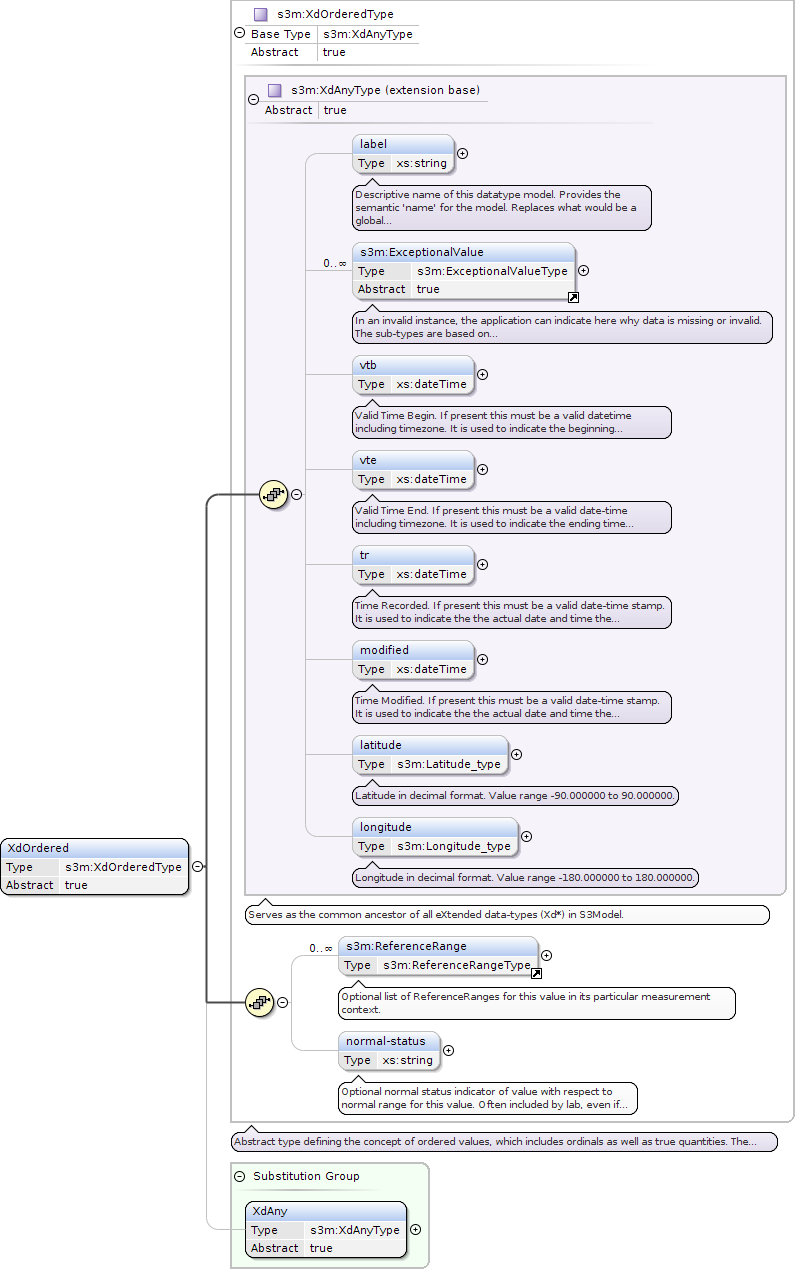 s3m:XdOrderedType
Base Type s3m:XdAnyType
Abstract true
s3m:XdAnyType (extension base)
Abstract true
label
Type xs:string
Descriptive name of this datatype model. Provides the
semantic 'name' for the model. Replaces what would be a
global...
0..∞
s3m:ExceptionalValue
Type s3m:ExceptionalValueType
Abstract true
In an invalid instance, the application can indicate here why data is missing or invalid.
The sub-types are based on...
vtb
Type xs:dateTime
Valid Time Begin. If present this must be a valid datetime
including timezone. It is used to indicate the beginning...
vte
Type xs:dateTime
Valid Time End. If present this must be a valid date-time
including timezone. It is used to indicate the ending time...
tr
Type xs:dateTime
Time Recorded. If present this must be a valid date-time stamp.
It is used to indicate the the actual date and time the...
modified
Type xs:dateTime
Time Modified. If present this must be a valid date-time stamp.
It is used to indicate the the actual date and time the...
latitude
Type s3m:Latitude_type
Latitude in decimal format. Value range -90.000000 to 90.000000.
longitude
Type s3m:Longitude_type
Longitude in decimal format. Value range -180.000000 to 180.000000.
XdOrdered
Type s3m:XdOrderedType
Abstract true
Serves as the common ancestor of all eXtended data-types (Xd*) in S3Model.
0..∞
s3m:ReferenceRange
Type s3m:ReferenceRangeType
Optional list of ReferenceRanges for this value in its particular measurement
context.
normal-status
Type xs:string
Optional normal status indicator of value with respect to
normal range for this value. Often included by lab, even if...
Abstract type defining the concept of ordered values, which includes ordinals as well as true quantities. The...
Substitution Group
XdAny
Type s3m:XdAnyType
Abstract true